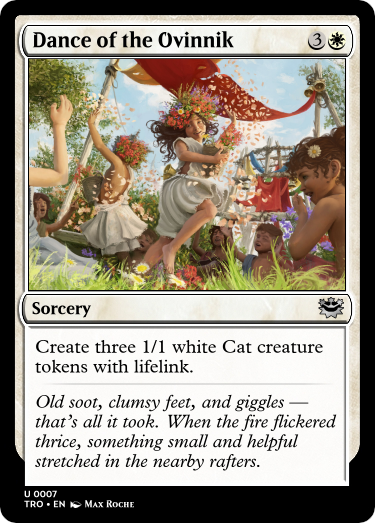 Dance of the Ovinnik 3
Sorcery
Create three 1/1 white Cat creature
tokens with lifelink.
Old soot, clumsy feet, and giggles —
that's all it took. When the fire flickered
thrice, something small and helpful
stretched in the nearby rafters.
U 0007
TRO • EN Max Roche